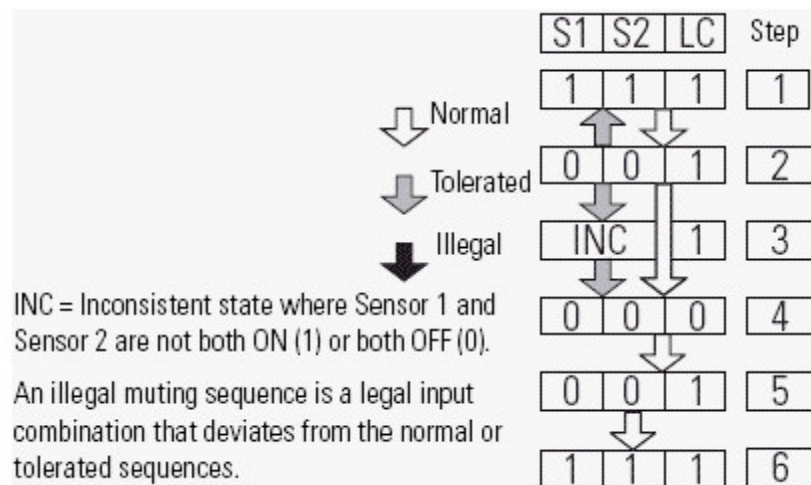 S1 S2 LC Step
1 1 1 1
Normal
0 0 1 2
Tolerated
INC 1 3
Illegal
INC = Inconsistent state where Sensor 1 and
Sensor 2 are not both ON (1) or both OFF (0).
0 0 0 4
An illegal muting sequence is a legal input
combination that deviates from the normal or
tolerated sequences.
0 0 1 5
1 1 1 6